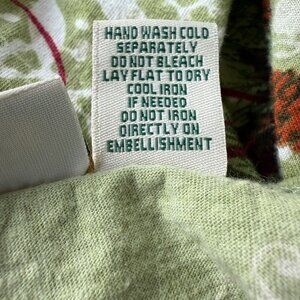 HAND WASH COLD
SEPARATELY
DO NOT BLEACH
LAY FLAT TO DRY
COOL IRON
IF NEEDED
DO NOT IRON
DIRECTLY ON
EMBELLISHMENT